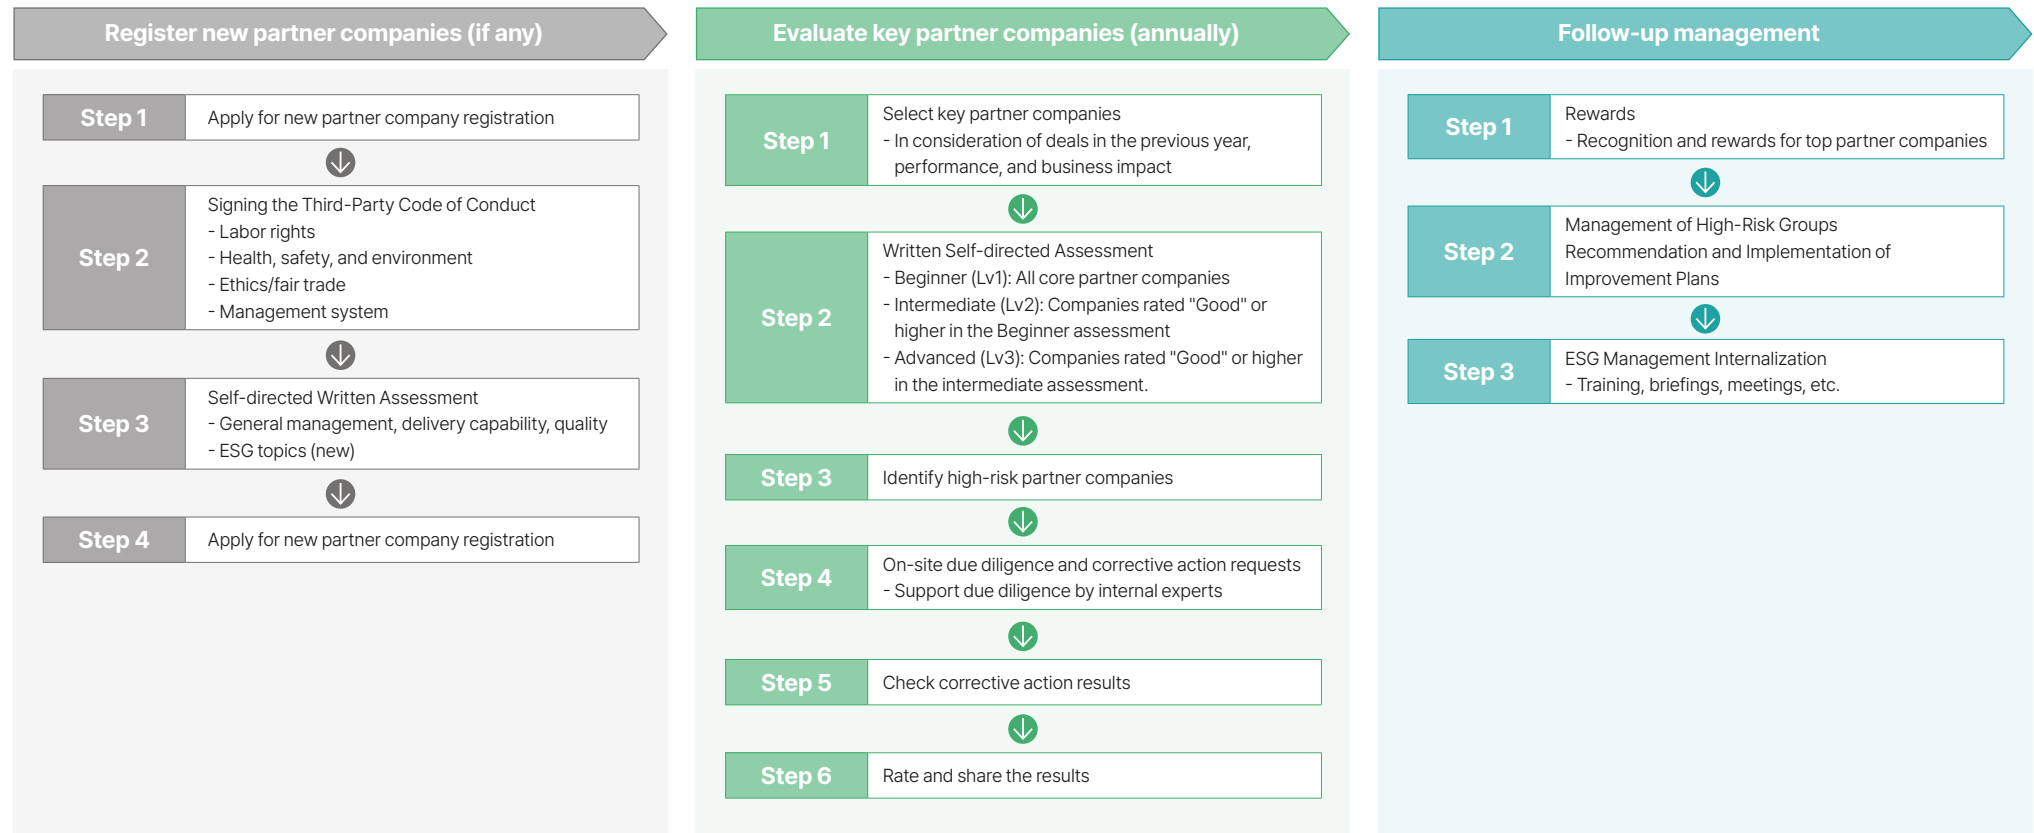 Register new partner companies (if any)
Step 1
Apply for new partner company registration
Step 2
Signing the Third-Party Code of Conduct
- Labor rights
- Health, safety, and environment
- Ethics/fair trade
- Management system
Step 3
Self-directed Written Assessment
- General management, delivery capability, quality
- ESG topics (new)
Step 4
Apply for new partner company registration
Evaluate key partner companies (annually)
Step 1
Select key partner companies
- In consideration of deals in the previous year,
performance, and business impact
Step 2
Written Self-directed Assessment
- Beginner (Lv1): All core partner companies
- Intermediate (Lv2): Companies rated "Good" or
higher in the Beginner assessment
- Advanced (Lv3): Companies rated "Good" or higher
in the intermediate assessment.
Step 3
Identify high-risk partner companies
Step 4
On-site due diligence and corrective action requests
- Support due diligence by internal experts
Step 5
Check corrective action results
Step 6
Rate and share the results
Follow-up management
Step 1
Rewards
- Recognition and rewards for top partner companies
Step 2
Management of High-Risk Groups
Recommendation and Implementation of
Improvement Plans
Step 3
ESG Management Internalization
- Training, briefings, meetings, etc.